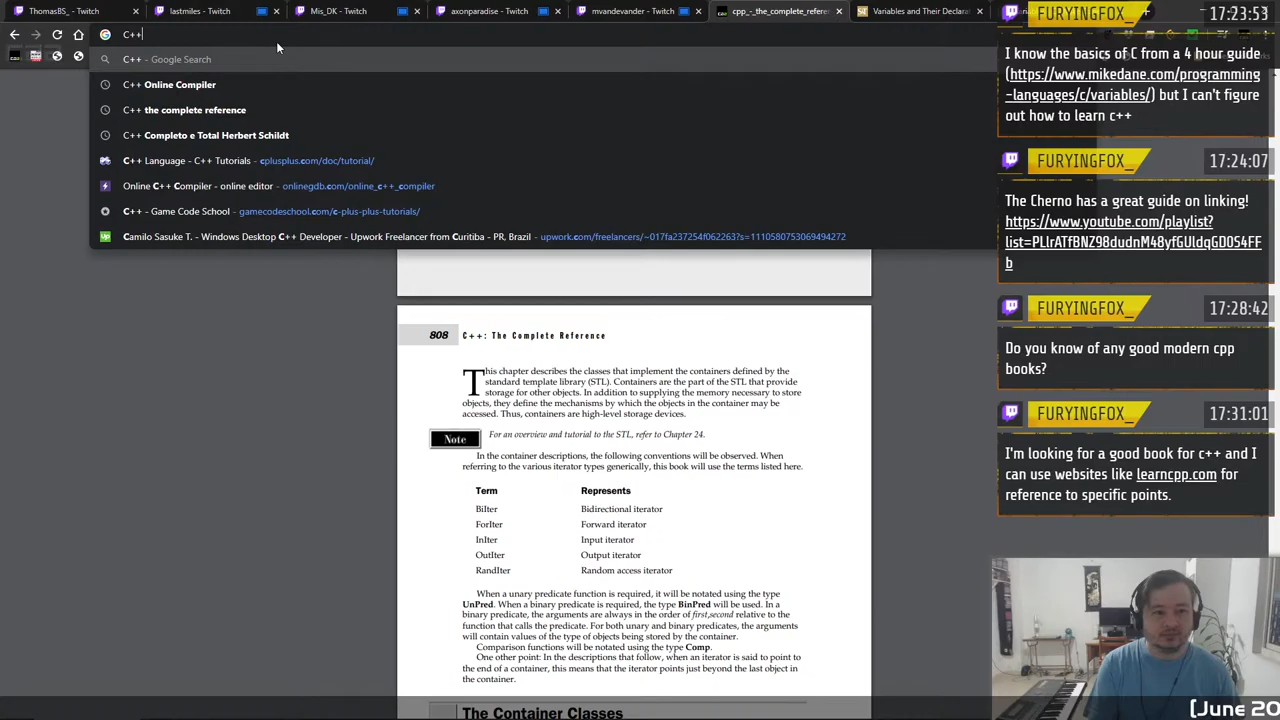 ThomasBS_ - Twitch
lastmiles - Twitch
Mis_DK - Twitch
axonparadise - Twitch
mvandevander - Twitch
cpp_-_the_complete_refere
Variables and Their Declara
C++
C++ - Google Search
C++ Online Compiler
C++ the complete reference
C++ Completo e Total Herbert Schildt
C++ Language - C++ Tutorials - cplusplus.com/doc/tutorial/
Online C++ Compiler - online editor - onlinegdb.com/online_c++_compiler
C++ - Game Code School - gamecodeschool.com/c-plus-plus-tutorials/
Camilo Sasuke T. - Windows Desktop C++ Developer - Upwork Freelancer from Curitiba - PR, Brazil - upwork.com/freelancers/~017fa237254f062263?s=1110580753069494272
808 C++: The Complete Reference
This chapter describes the classes that implement the containers defined by the
standard template library (STL). Containers are the part of the STL that provide
storage for other objects. In addition to supplying the memory necessary to store
objects, they define the mechanisms by which the objects in the container may be
accessed. Thus, containers are high-level storage devices.
Note For an overview and tutorial to the STL, refer to Chapter 24.
In the container descriptions, the following conventions will be observed. When
referring to the various iterator types generically, this book will use the terms listed here.
Term Represents
BiIter Bidirectional iterator
ForIter Forward iterator
InIter Input iterator
OutIter Output iterator
RandIter Random access iterator
When a unary predicate function is required, it will be notated using the type
UnPred. When a binary predicate is required, the type BinPred will be used. In a
binary predicate, the arguments are always in the order of first,second relative to the
function that calls the predicate. For both unary and binary predicates, the arguments
will contain values of the type of objects being stored by the container.
Comparison functions will be notated using the type Comp.
One other point: In the descriptions that follow, when an iterator is said to point to
the end of a container, this means that the iterator points just beyond the last object in
the container.
The Container Classes
FURYINGFOX_ 17:23:53
I know the basics of C from a 4 hour guide
(https://www.mikedane.com/programming
-languages/c/variables/) but I can't figure
out how to learn c++
FURYINGFOX_ 17:24:07
The Cherno has a great guide on linking!
https://www.youtube.com/playlist?
list=PLlrATfBNZ98dudnM48yfGUldqGD0S4FF
b
FURYINGFOX_ 17:28:42
Do you know of any good modern cpp
books?
FURYINGFOX_ 17:31:01
I'm looking for a good book for c++ and I
can use websites like learncpp.com for
reference to specific points.
[June 20